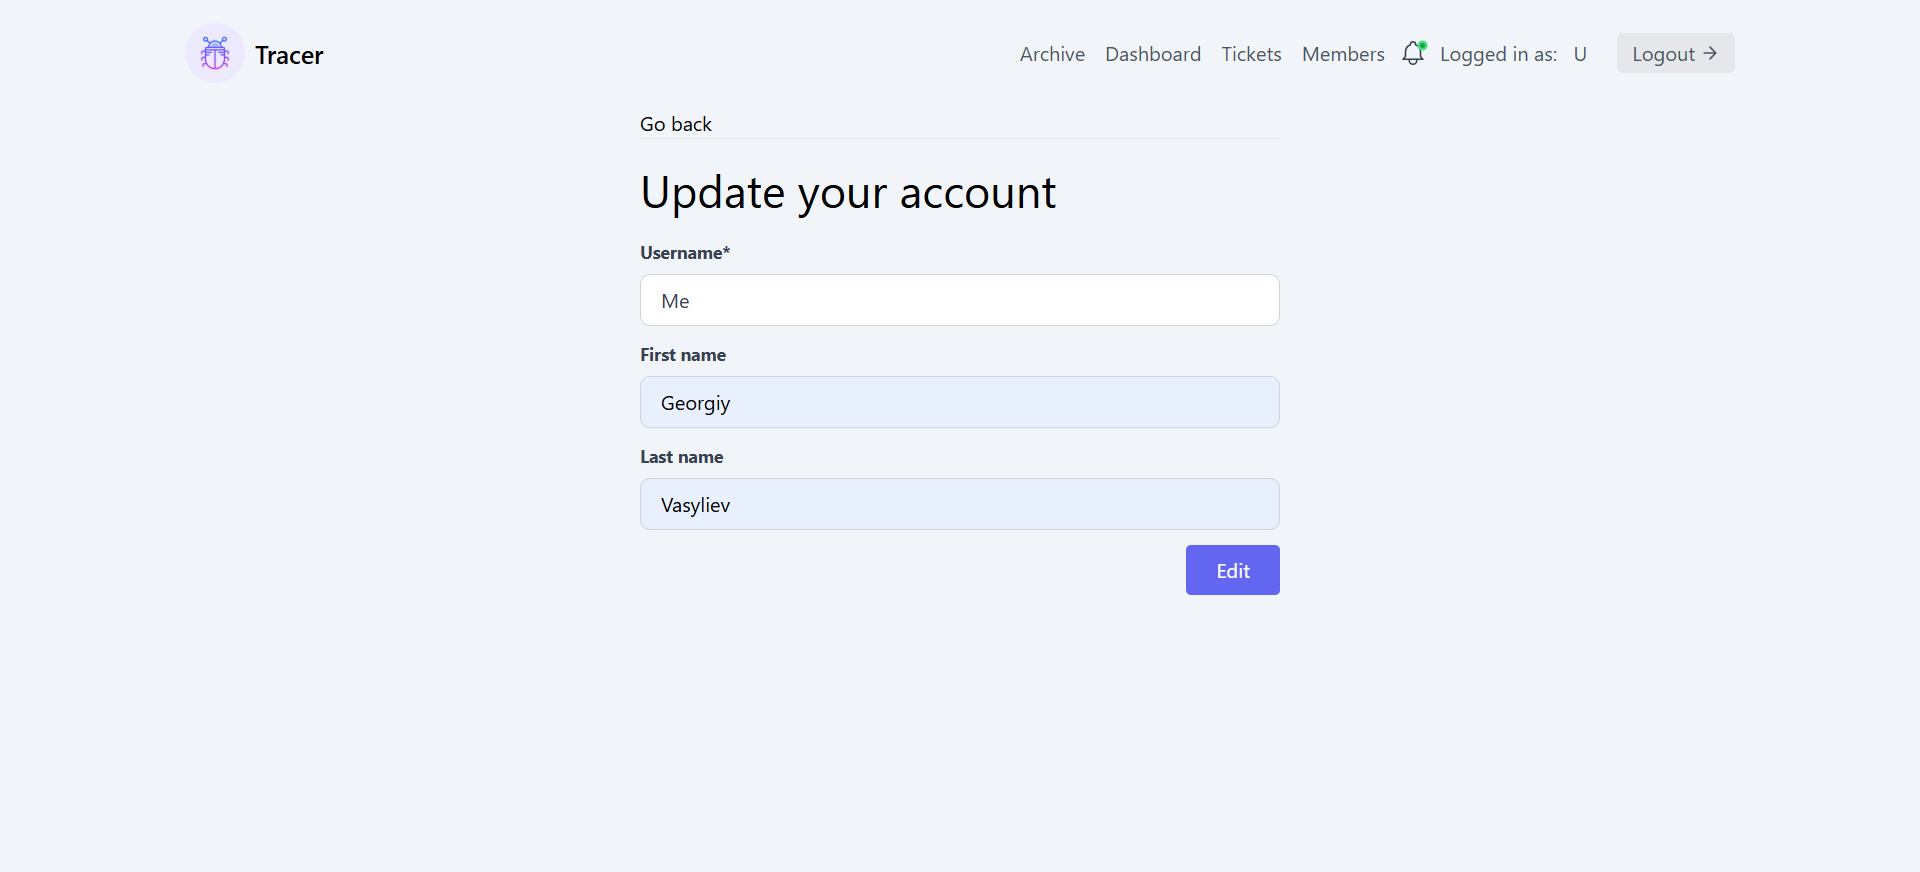 Tracer
Archive Dashboard Tickets Members Logged in as: U Logout →
Go back
Update your account
Username*
Me
First name
Georgiy
Last name
Vasyliev
Edit